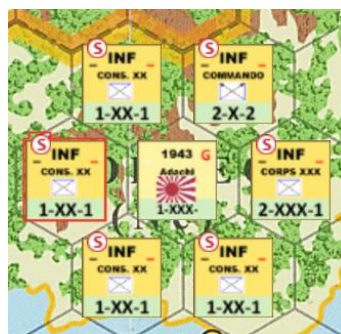 S
INF
CONS. XX
1-XX-1
S
INF
COMMANDO
2-X-2
S
INF
CONS. XX
1-XX-1
1943 G
Adachi
1-XXX-
S
INF
CORPS XXX
2-XXX-1
S
INF
CONS. XX
1-XX-1
S
INF
CONS. XX
1-XX-1